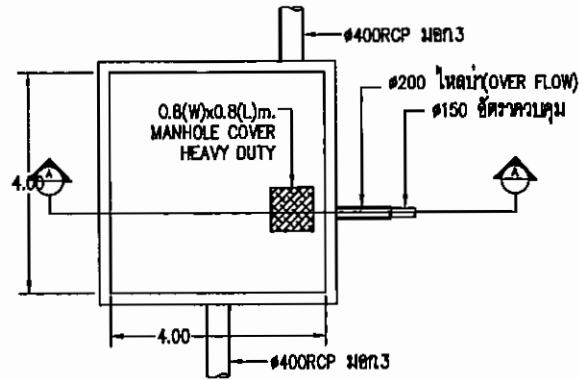 ø400RCP มอก3
ø200 ไหลบ่า(OVER FLOW)
0.8(W)x0.8(L)m.
ø150 อัตราควบคุม
MANHOLE COVER
HEAVY DUTY
A
A
4.00
4.00
ø400RCP มอก3